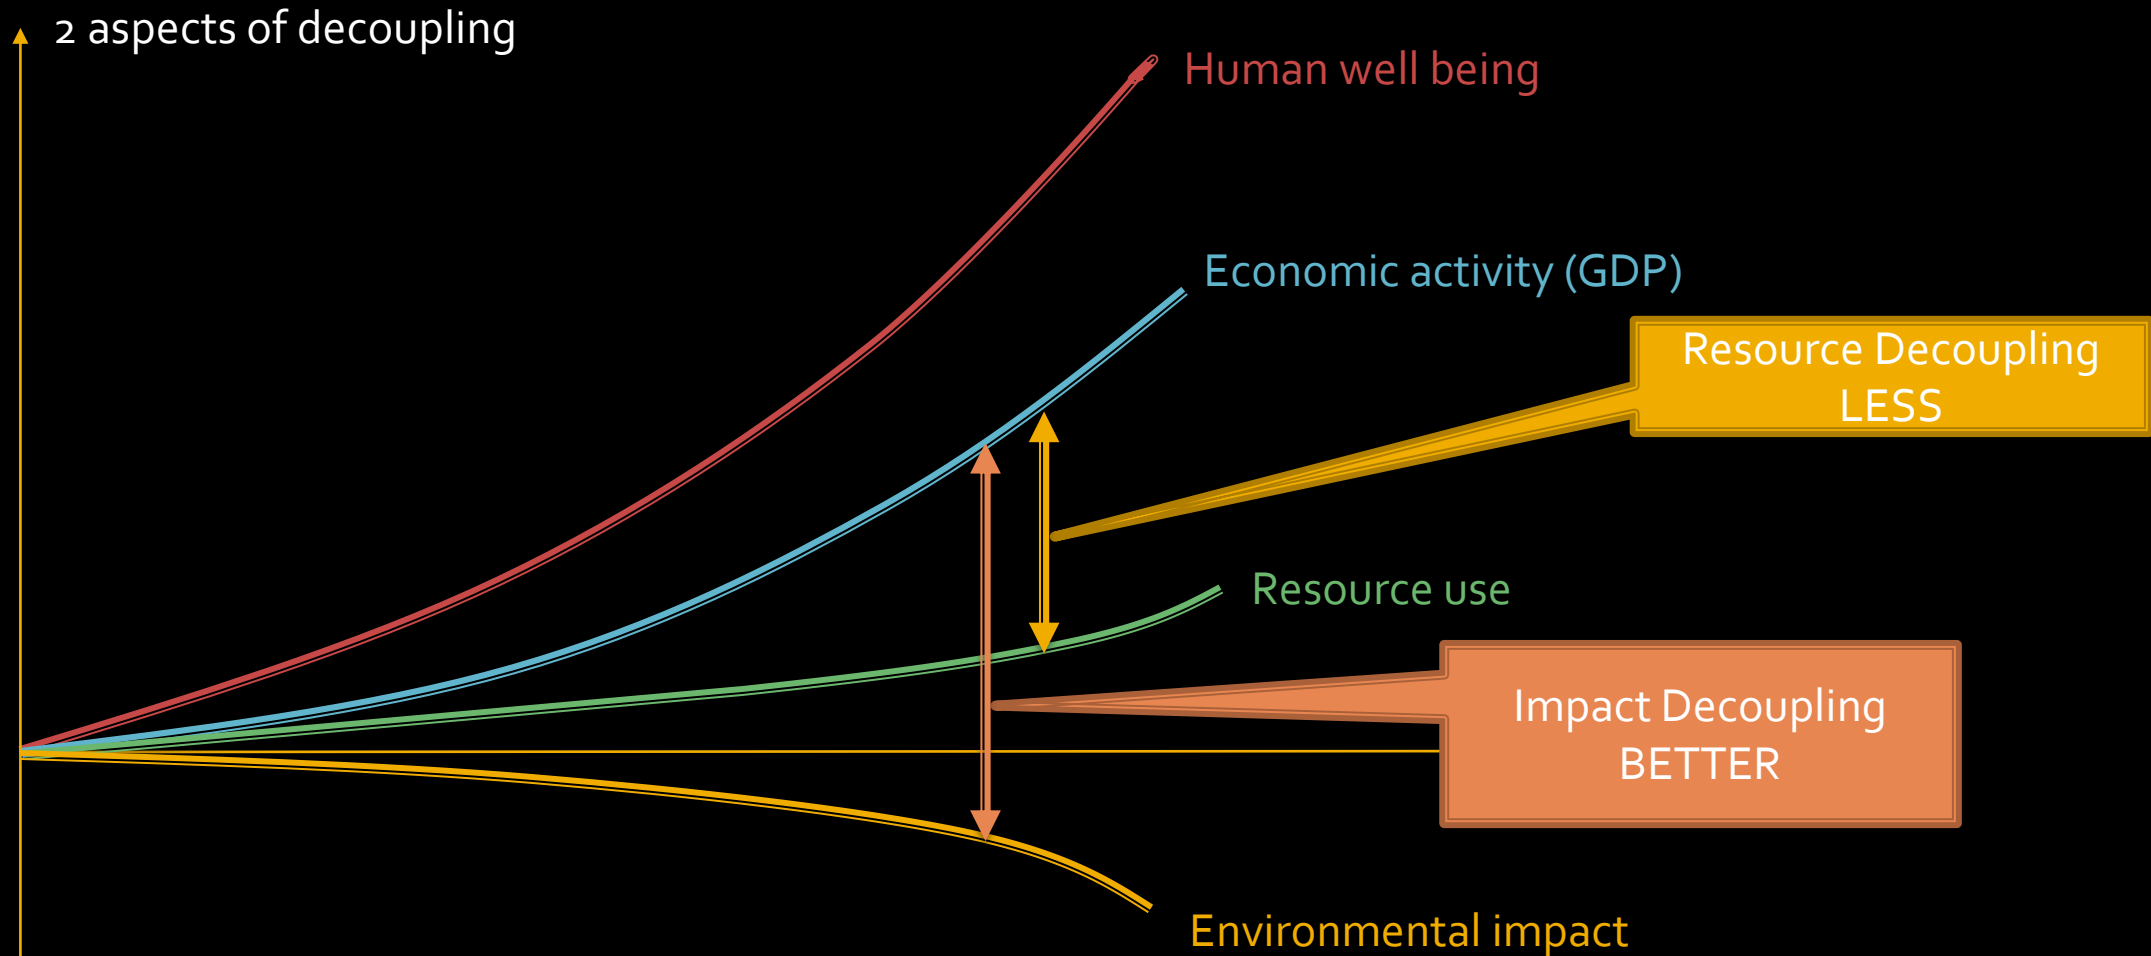 2 aspects of decoupling
Human well being
Economic activity (GDP)
Resource Decoupling
LESS
Resource use
Impact Decoupling
BETTER
Environmental impact